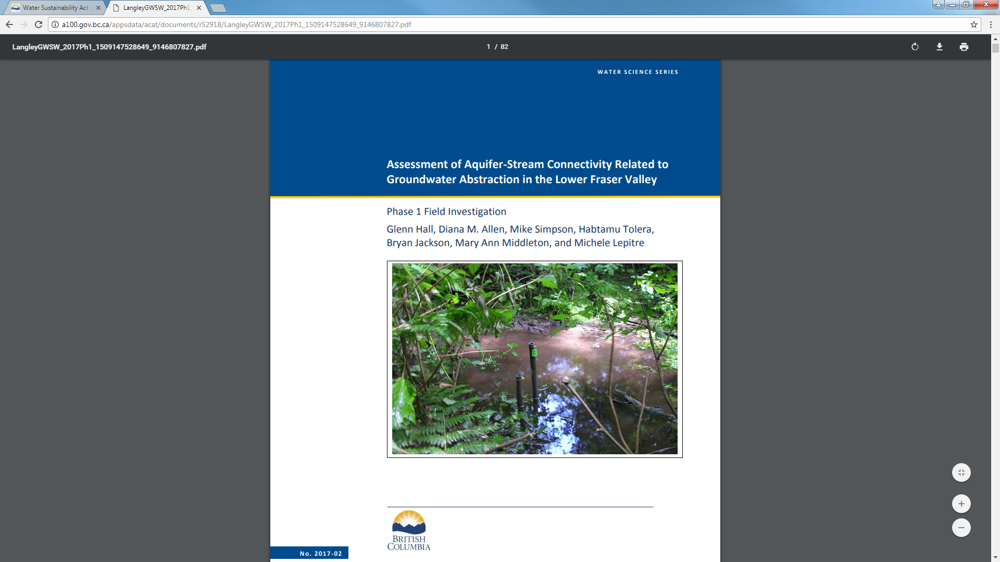 Water Sustainability Act
LangleyGWSW_2017Ph1_
a100.gov.bc.ca/appsdata/acat/documents/r52918/LangleyGWSW_2017Ph1_1509147528649_9146807827.pdf
LangleyGWSW_2017Ph1_1509147528649_9146807827.pdf
1 / 82
WATER SCIENCE SERIES
Assessment of Aquifer-Stream Connectivity Related to
Groundwater Abstraction in the Lower Fraser Valley
Phase 1 Field Investigation
Glenn Hall, Diana M. Allen, Mike Simpson, Habtamu Tolera,
Bryan Jackson, Mary Ann Middleton, and Michele Lepitre
BRITISH
COLUMBIA
No. 2017-02